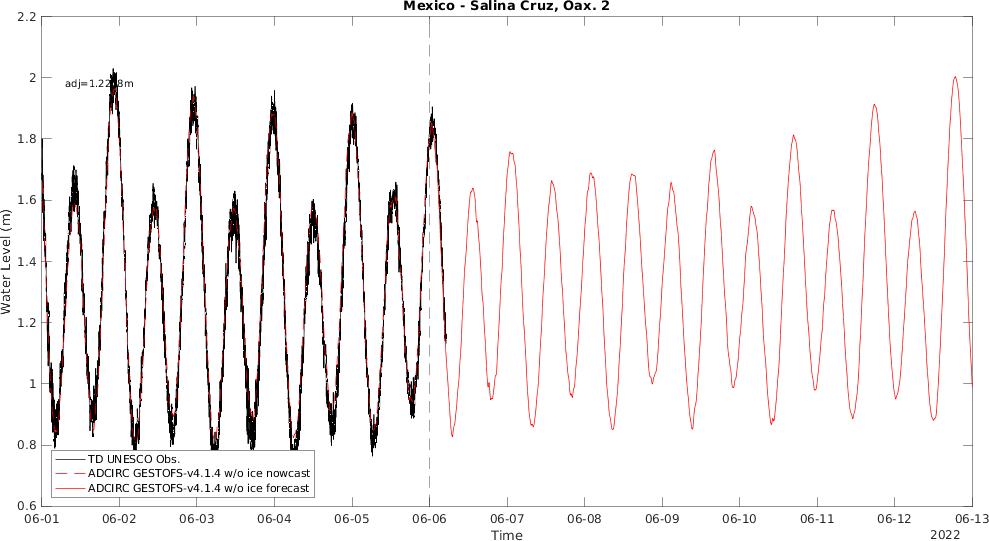 Mexico - Salina Cruz, Oax. 2
2.2
2
1.8
1.6
1.4
1.2
1
0.8
0.6
Water Level (m)
TD UNESCO Obs.
ADCIRC GESTOFS-v4.1.4 w/o ice nowcast
ADCIRC GESTOFS-v4.1.4 w/o ice forecast
06-01 06-02 06-03 06-04 06-05 06-06 06-07 06-08 06-09 06-10 06-11 06-12 06-13
Time
2022